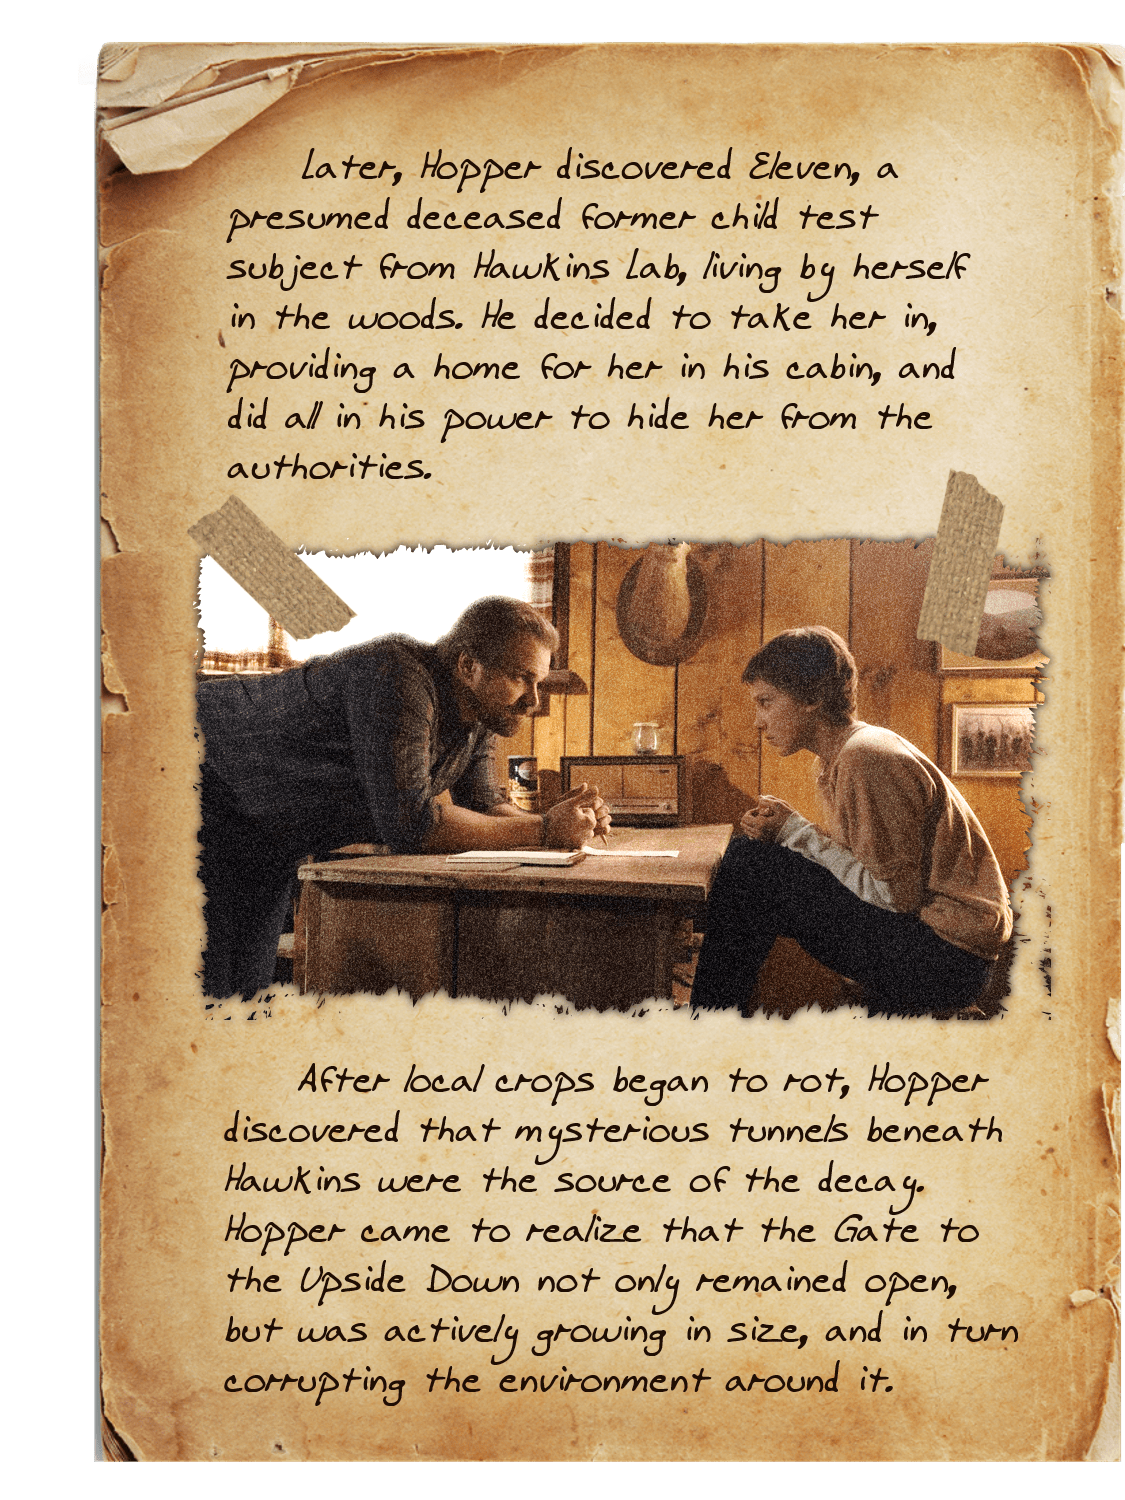 Later, Hopper discovered Eleven, a
presumed deceased former child test
subject from Hawkins Lab, living by herself
in the woods. He decided to take her in,
providing a home for her in his cabin, and
did all in his power to hide her from the
authorities.
After local crops began to rot, Hopper
discovered that mysterious tunnels beneath
Hawkins were the source of the decay.
Hopper came to realize that the Gate to
the Upside Down not only remained open,
but was actively growing in size, and in turn
corrupting the environment around it.